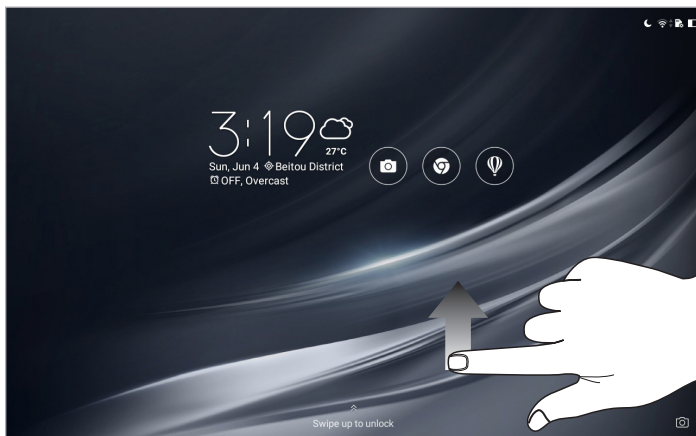 3:19
27°C
Sun, Jun 4 Beitou District
OFF, Overcast
Swipe up to unlock